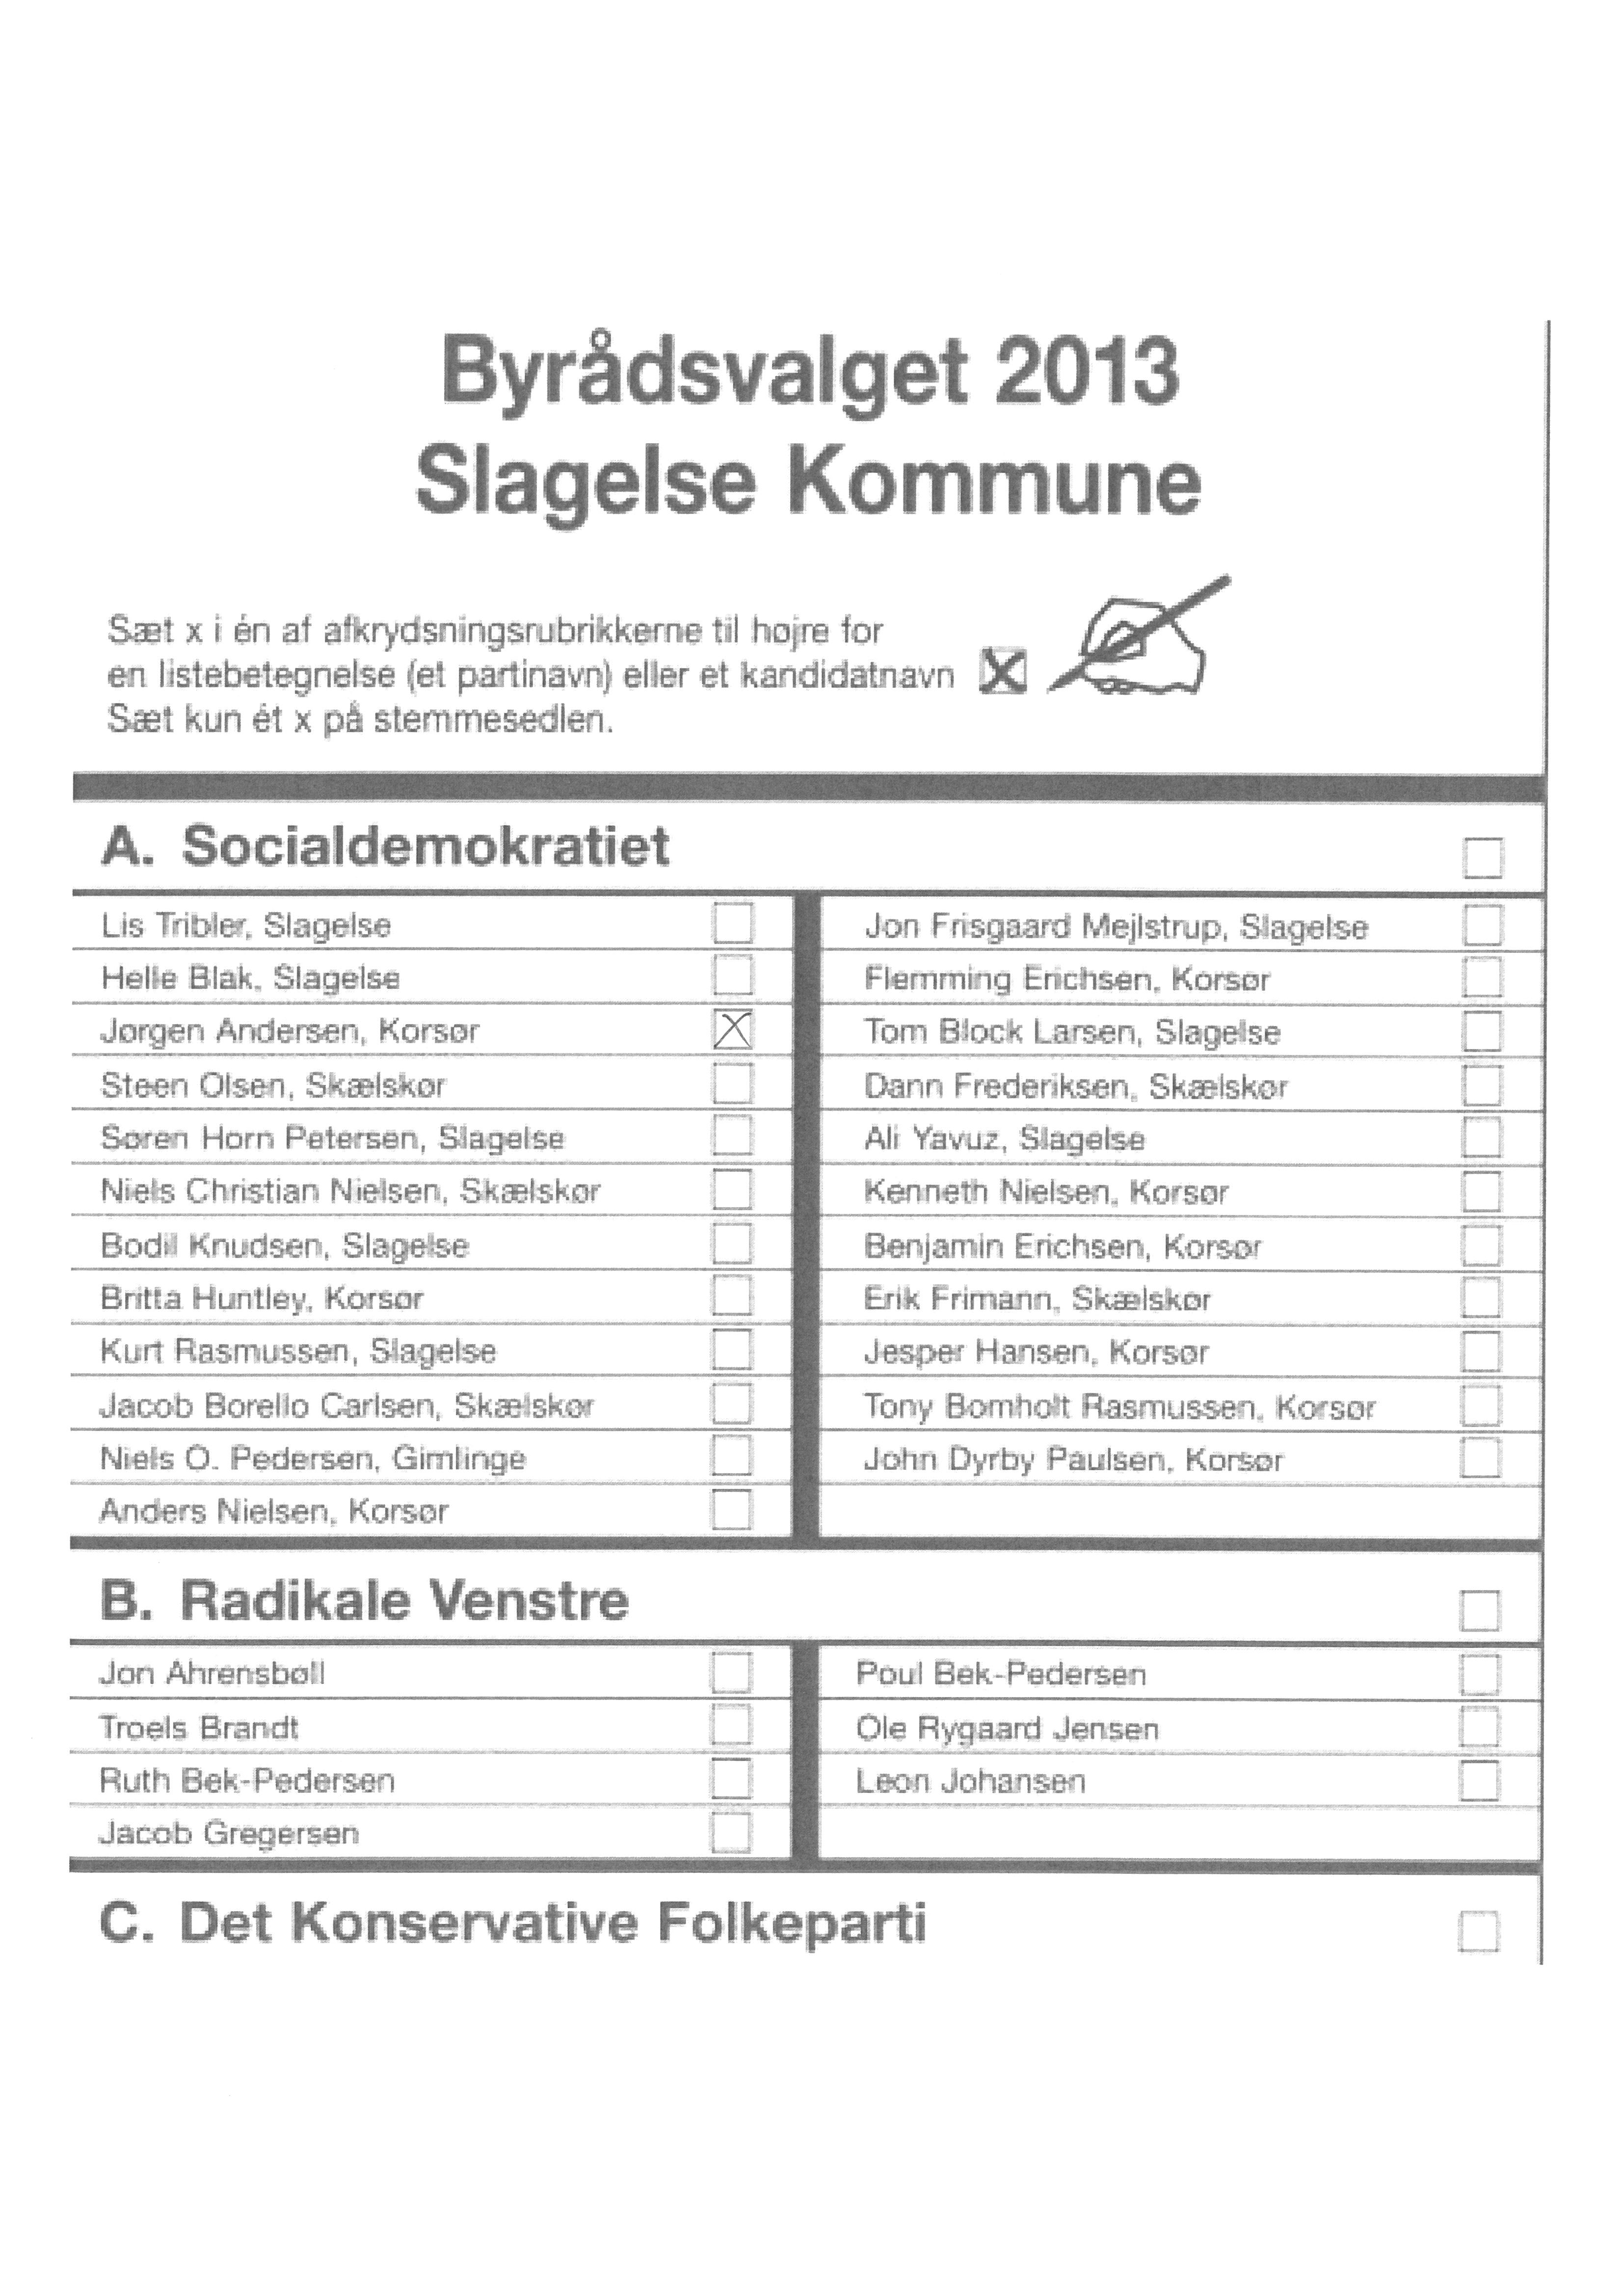 Byrådsvalget 2013
Slagelse Kommune
Sæt x i én af afkrydsningsrubrikkerne til højre for
en listebetegnelse (et partinavn) eller et kandidatnavn
Sæt kun ét x på stemmesedlen.
A. Socialdemokratiet
Lis Tribler, Slagelse
Helle Blak, Slagelse
Jørgen Andersen, Korsør
Steen Olsen, Skælskør
Søren Horn Petersen, Slagelse
Niels Christian Nielsen, Skælskør
Bodil Knudsen, Slagelse
Britta Huntley, Korsør
Kurt Rasmussen, Slagelse
Jacob Borello Carlsen, Skælskør
Niels O. Pedersen, Gimlinge
Anders Nielsen, Korsør
Jon Frisgaard Mejlstrup, Slagelse
Flemming Erichsen, Korsør
Tom Block Larsen, Slagelse
Dann Frederiksen, Skælskør
Ali Yavuz, Slagelse
Kenneth Nielsen, Korsør
Benjamin Erichsen, Korsør
Erik Frimann, Skælskør
Jesper Hansen, Korsør
Tony Bomholt Rasmussen, Korsør
John Dyrby Paulsen, Korsør
B. Radikale Venstre
Jon Ahrensbøll
Troels Brandt
Ruth Bek-Pedersen
Jacob Gregersen
Poul Bek-Pedersen
Ole Rygaard Jensen
Leon Johansen
C. Det Konservative Folkeparti